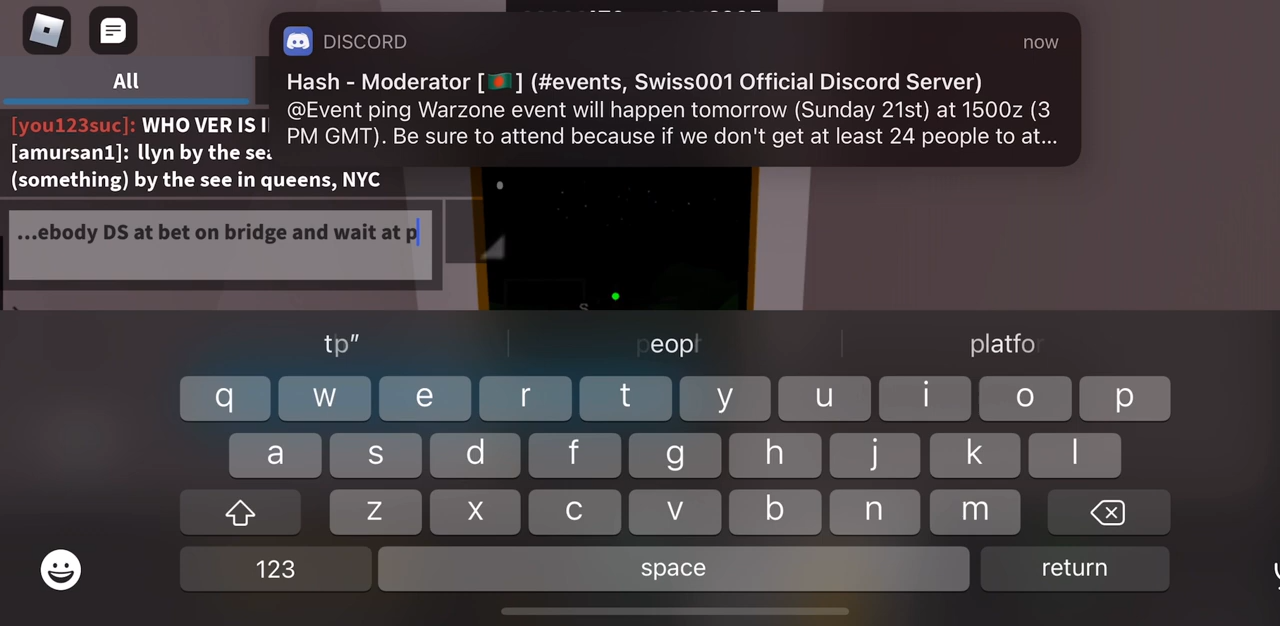 DISCORD
now
Hash - Moderator [🇧🇩] (#events, Swiss001 Official Discord Server)
@Event ping Warzone event will happen tomorrow (Sunday 21st) at 1500z (3
PM GMT). Be sure to attend because if we don't get at least 24 people to at...
All
[you123suc]: WHO VER IS
[amursan1]: llyn by the
(something) by the see in queens, NYC
...ebody DS at bet on bridge and wait at p
S
tp” peopl platfo
q w e r t y u i o p
a s d f g h j k l
z x c v b n m
123 space return